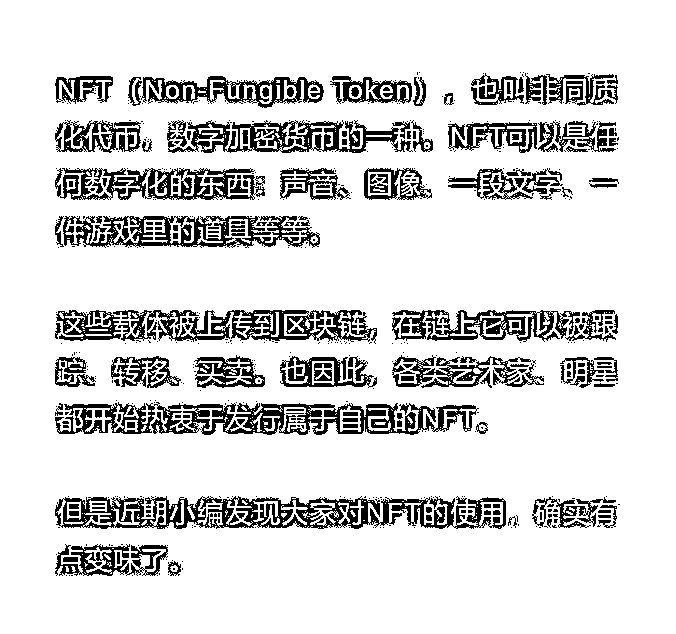 NFT（Non-Fungible Token），也叫非同质
化代币，数字加密货币的一种。NFT可以是任
何数字化的东西：声音、图像、一段文字、一
件游戏里的道具等等。
这些载体被上传到区块链，在链上它可以被跟
踪、转移、买卖。也因此，各类艺术家、明星
都开始热衷于发行属于自己的NFT。
但是近期小编发现大家对NFT的使用，确实有
点变味了。